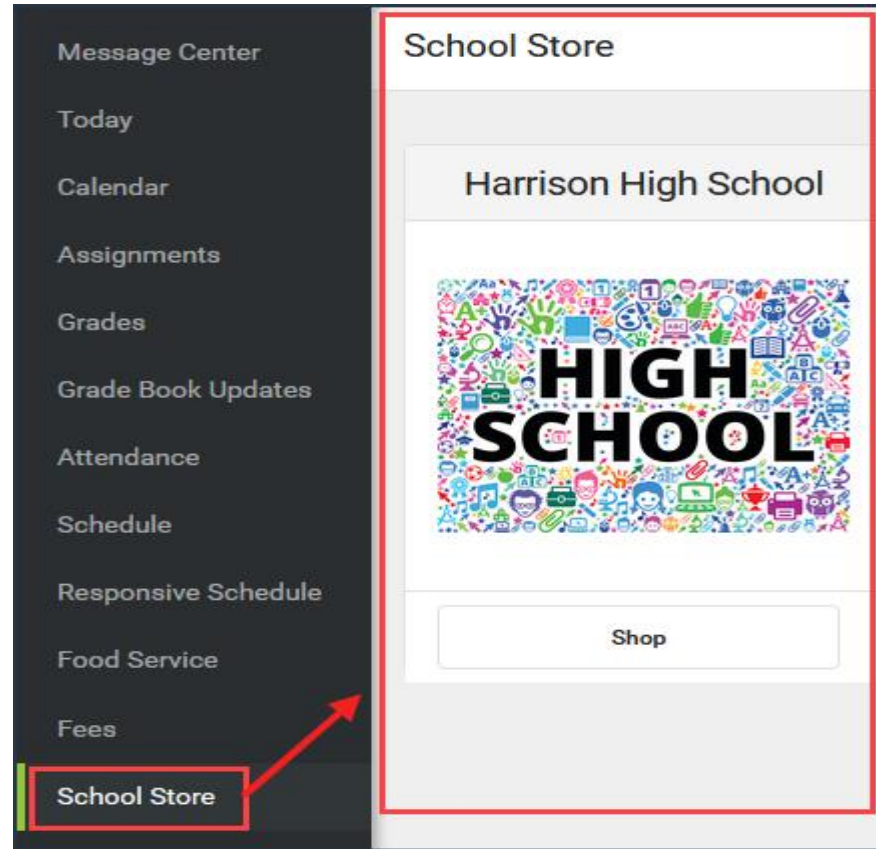 Message Center
Today
Calendar
Assignments
Grades
Grade Book Updates
Attendance
Schedule
Responsive Schedule
Food Service
Fees
School Store
School Store
Harrison High School
HIGH
SCHOOL
Shop